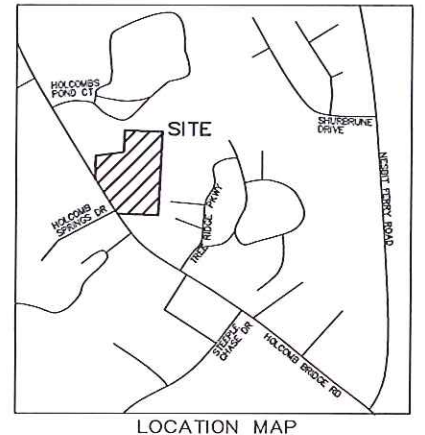 HOLCOMBS
POND CT
SITE
SHURBRUNE
DRIVE
NESBIT FERRY ROAD
HOLCOMB
SPRINGS DR
TREE RIDGE PKWY
STEEPLE
CHASE DR
HOLCOMB BRIDGE RD
LOCATION MAP